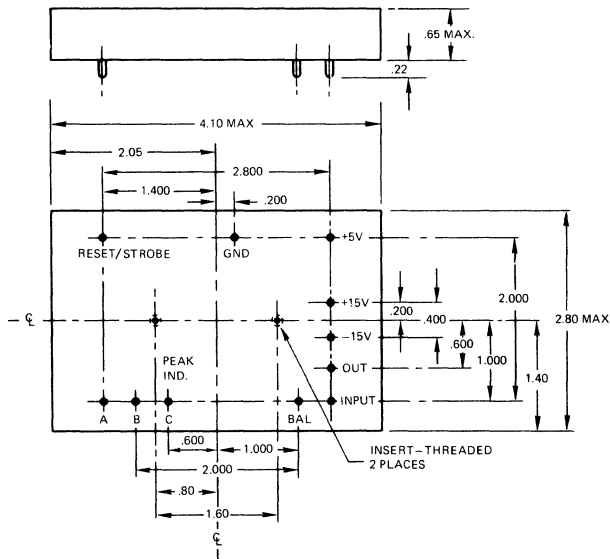 .65 MAX.
.22
4.10 MAX
2.05
2.800
1.400
.200
RESET/STROBE
GND
+5V
+15V
.200
.400
2.000
2.80 MAX
℄
-15V
.600
1.000
1.40
PEAK
IND.
OUT
INPUT
A
B
C
BAL
.600
1.000
INSERT-THREADED
2 PLACES
2.000
.80
1.60
℄